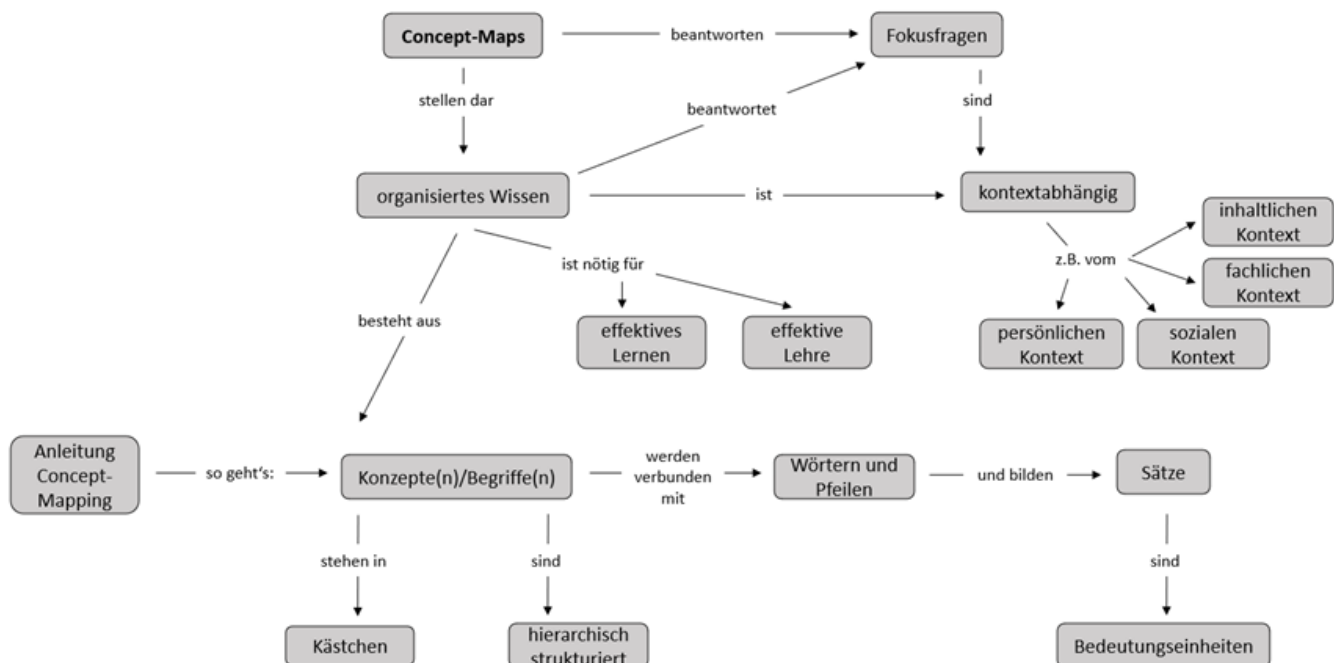 Concept-Maps
beantworten
Fokusfragen
stellen dar
beantwortet
sind
organisiertes Wissen
ist
kontextabhängig
inhaltlichen
Kontext
ist nötig für
z.B. vom
fachlichen
Kontext
besteht aus
effektives
Lernen
effektive
Lehre
persönlichen
Kontext
sozialen
Kontext
Anleitung
Concept-
Mapping
so geht's:
Konzepte(n)/Begriffe(n)
werden
verbunden
mit
Wörtern und
Pfeilen
und bilden
Sätze
stehen in
sind
sind
Kästchen
hierarchisch
strukturiert
Bedeutungseinheiten